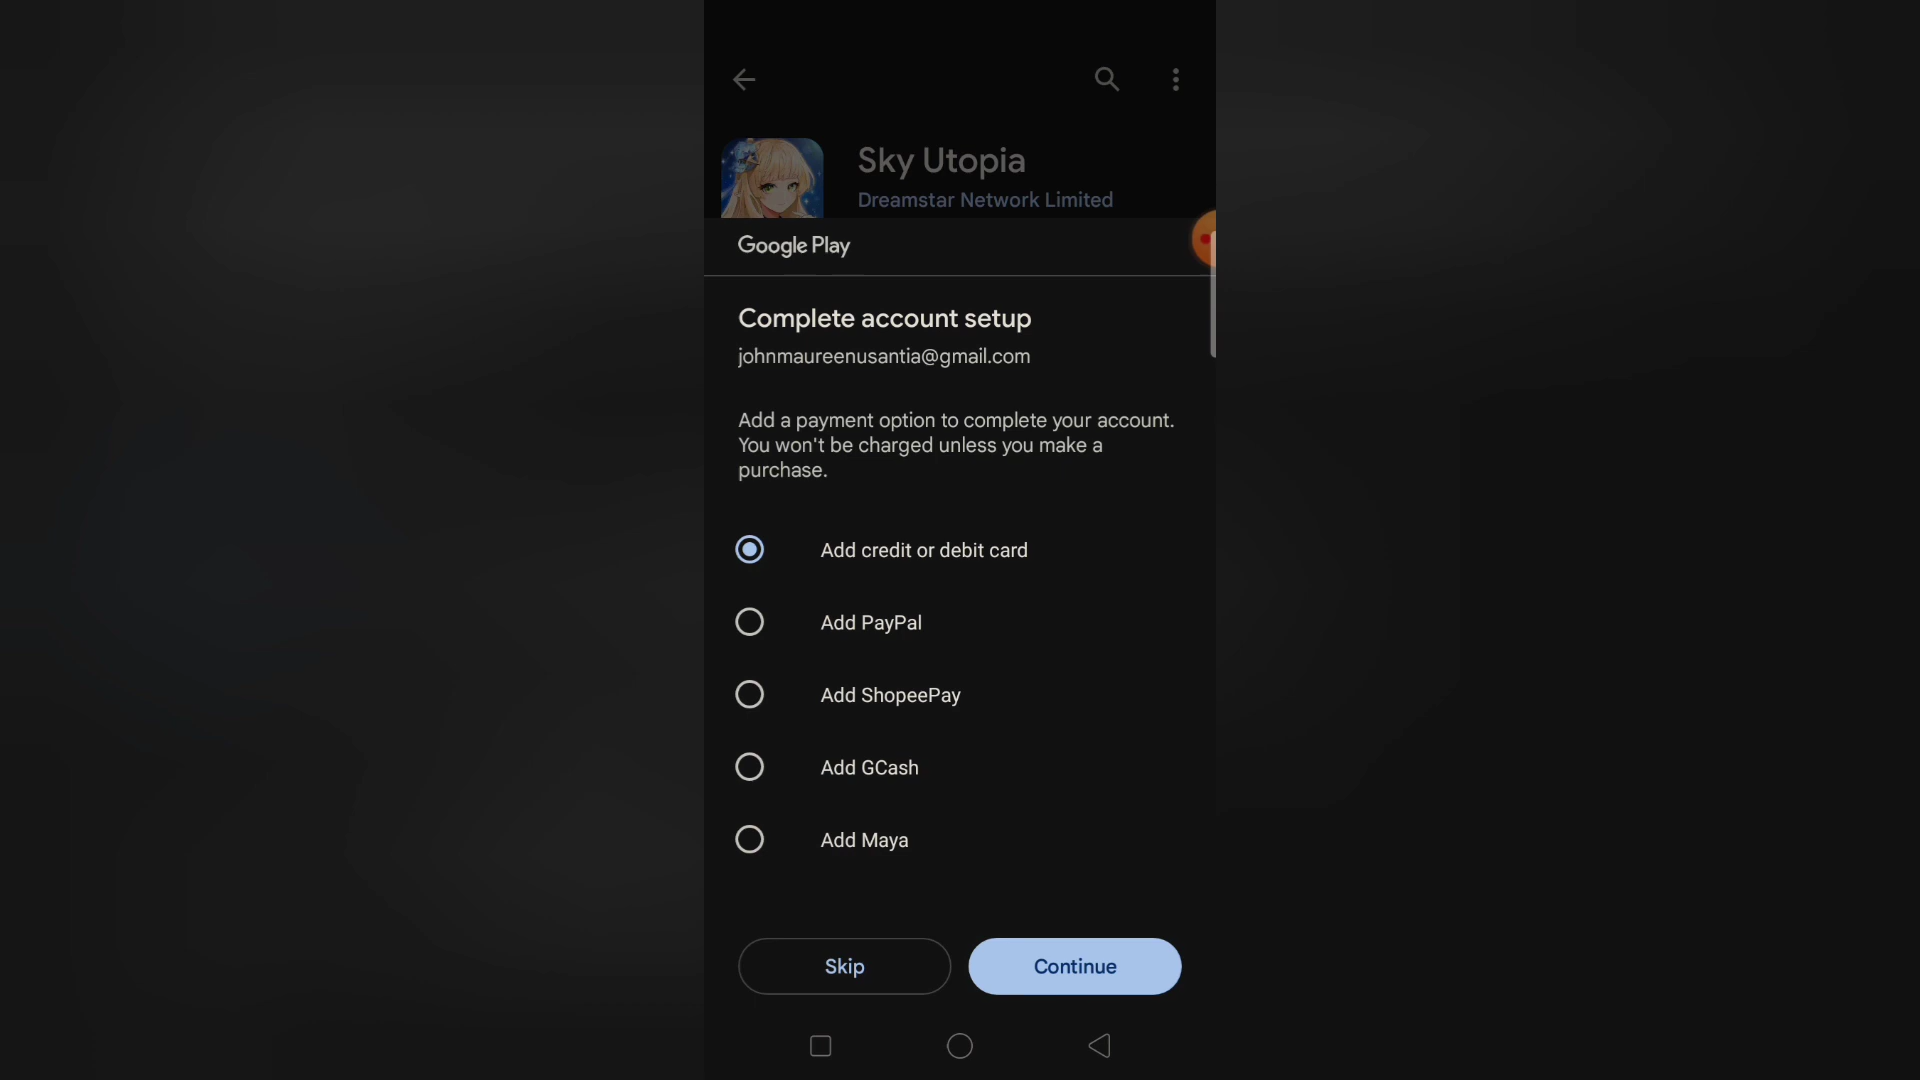 Sky Utopia
Dreamstar Network Limited
Google Play
Complete account setup
johnmaureenusantia@gmail.com
Add a payment option to complete your account.
You won't be charged unless you make a
purchase.
Add credit or debit card
Add PayPal
Add ShopeePay
Add GCash
Add Maya
Skip
Continue